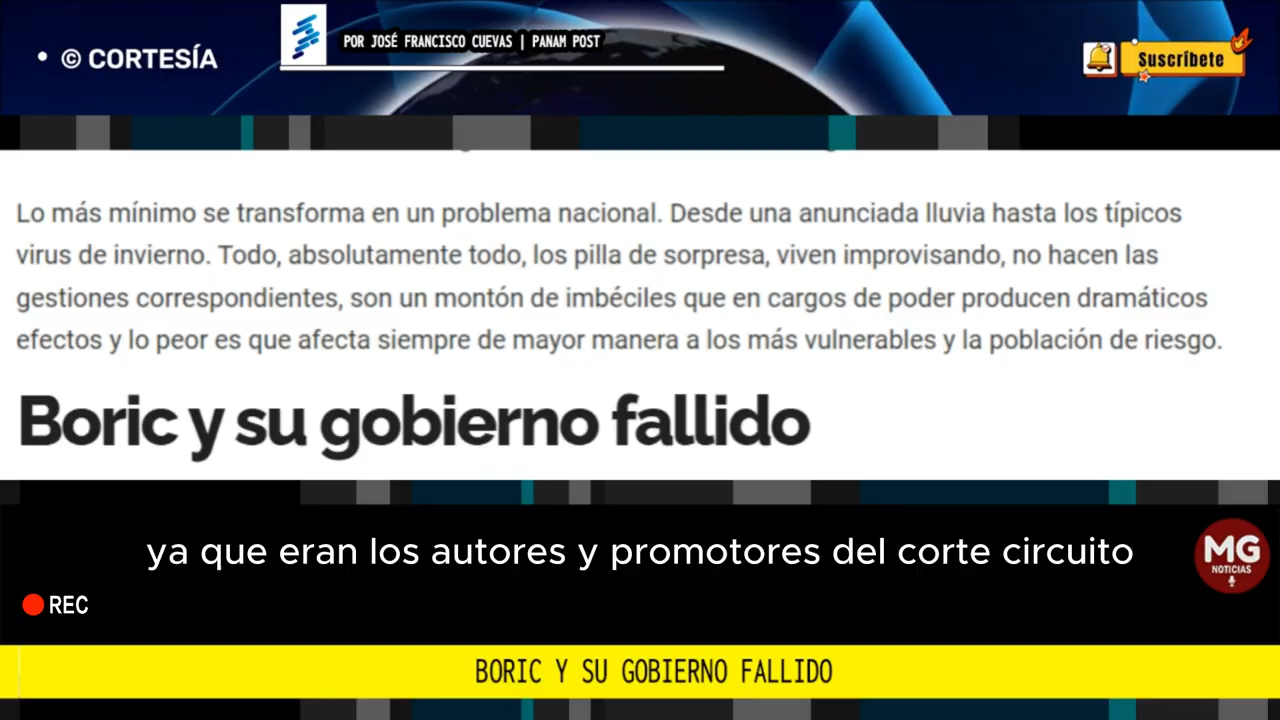 • © CORTESÍA
POR JOSÉ FRANCISCO CUEVAS | PANAM POST
Suscríbete
Lo más mínimo se transforma en un problema nacional. Desde una anunciada lluvia hasta los típicos
virus de invierno. Todo, absolutamente todo, los pilla de sorpresa, viven improvisando, no hacen las
gestiones correspondientes, son un montón de imbéciles que en cargos de poder producen dramáticos
efectos y lo peor es que afecta siempre de mayor manera a los más vulnerables y la población de riesgo.
Boric y su gobierno fallido
ya que eran los autores y promotores del corte circuito
MG
NOTICIAS
REC
BORIC Y SU GOBIERNO FALLIDO